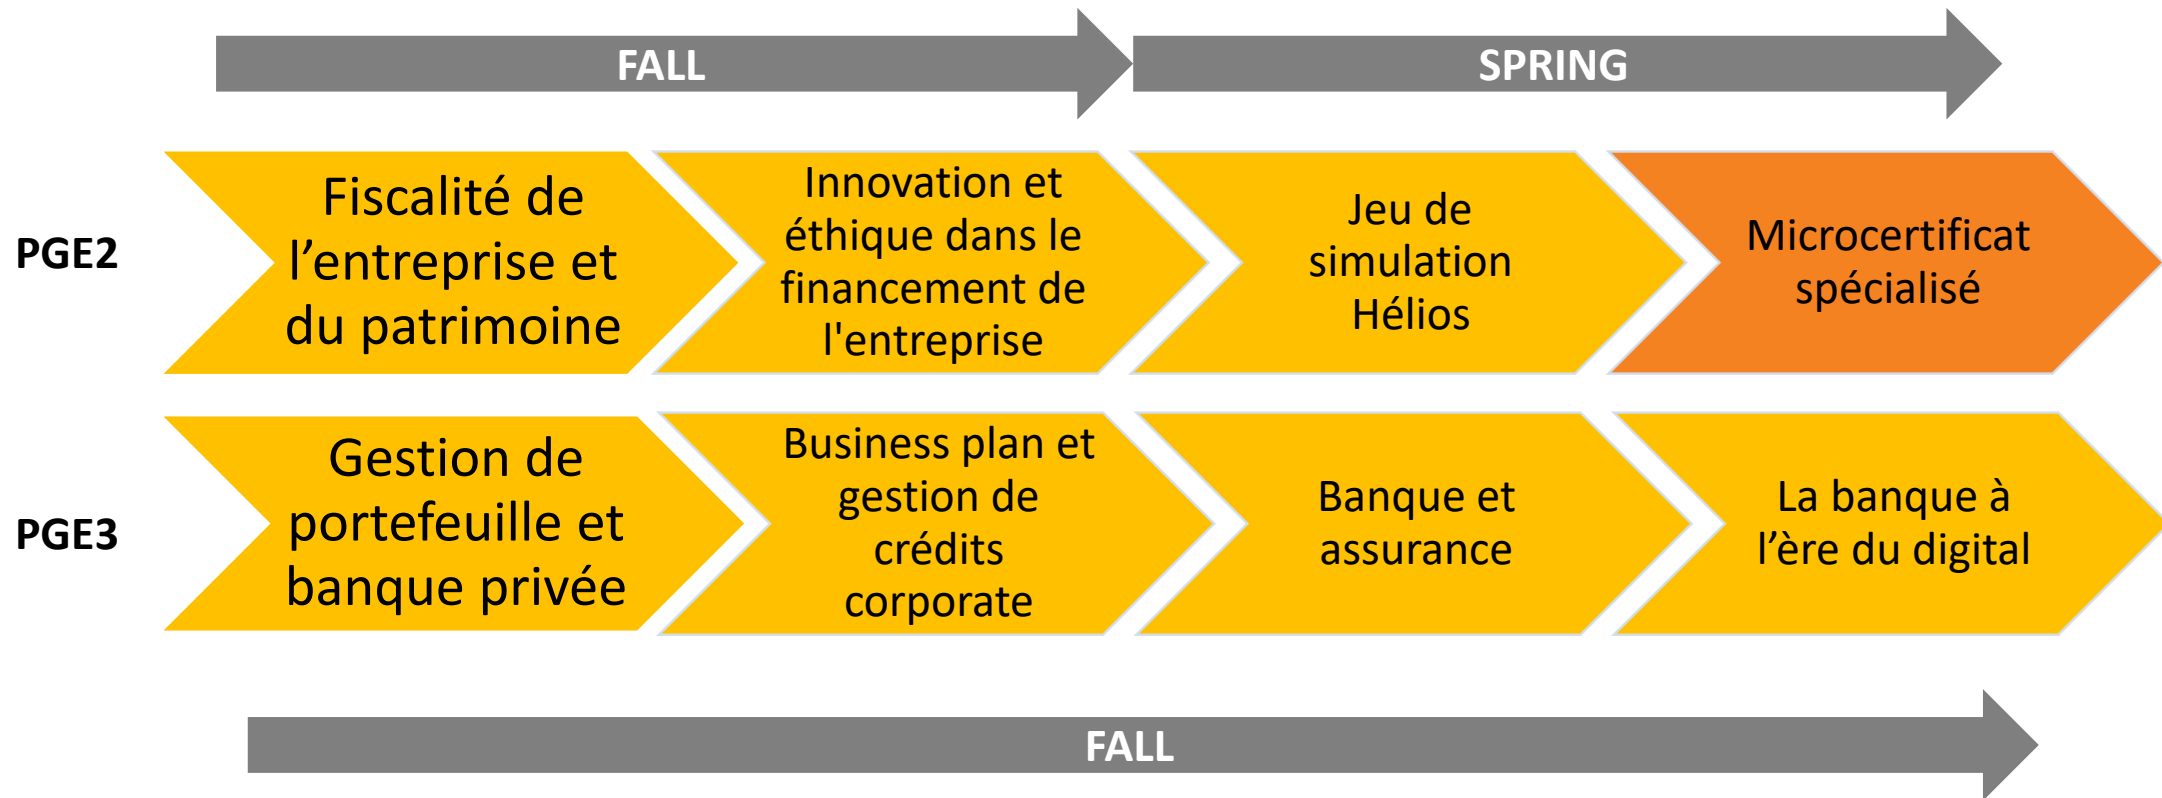 FALL
SPRING
PGE2
Fiscalité de
l’entreprise et
du patrimoine
Innovation et
éthique dans le
financement de
l'entreprise
Jeu de
simulation
Hélios
Microcertificat
spécialisé
PGE3
Gestion de
portefeuille et
banque privée
Business plan et
gestion de
crédits
corporate
Banque et
assurance
La banque à
l’ère du digital
FALL